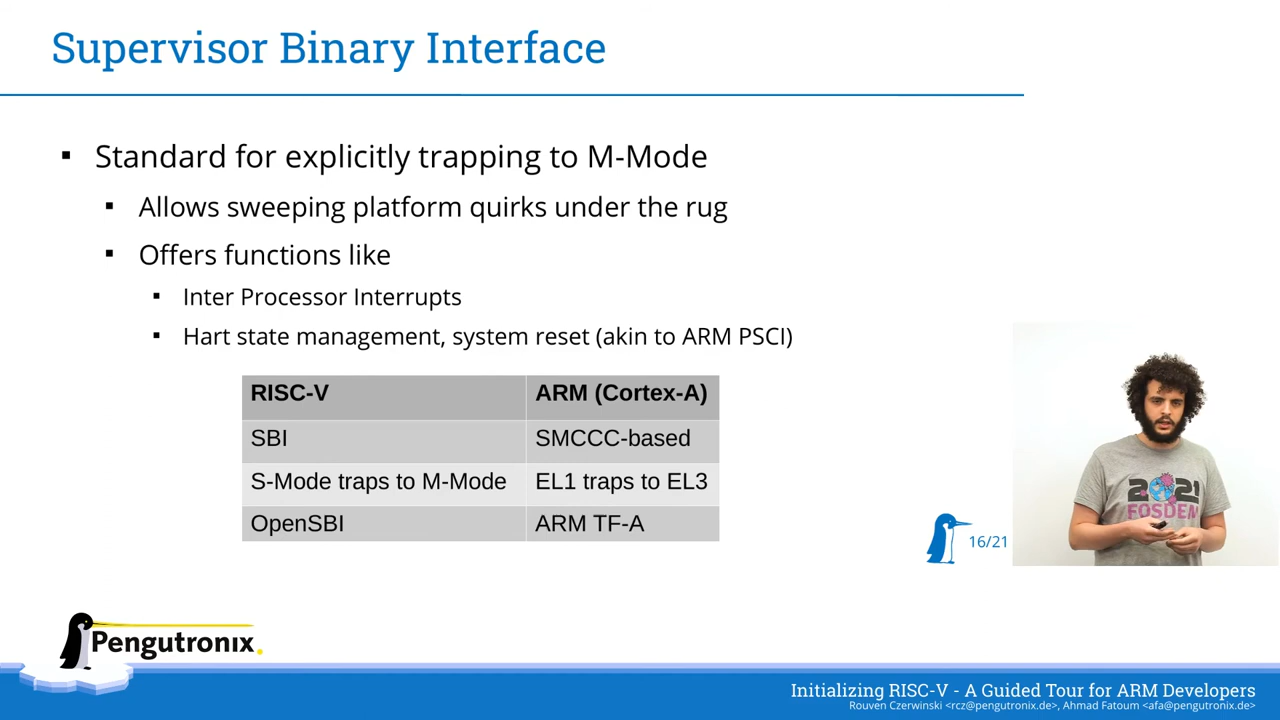 Supervisor Binary Interface
▪ Standard for explicitly trapping to M-Mode
▪ Allows sweeping platform quirks under the rug
▪ Offers functions like
▪ Inter Processor Interrupts
▪ Hart state management, system reset (akin to ARM PSCI)
RISC-V ARM (Cortex-A)
SBI SMCCC-based
S-Mode traps to M-Mode EL1 traps to EL3
OpenSBI ARM TF-A
2021
FOSDEM
16/21
Pengutronix
Initializing RISC-V - A Guided Tour for ARM Developers
Rouven Czerwinski <rcz@pengutronix.de>, Ahmad Fatoum <afa@pengutronix.de>